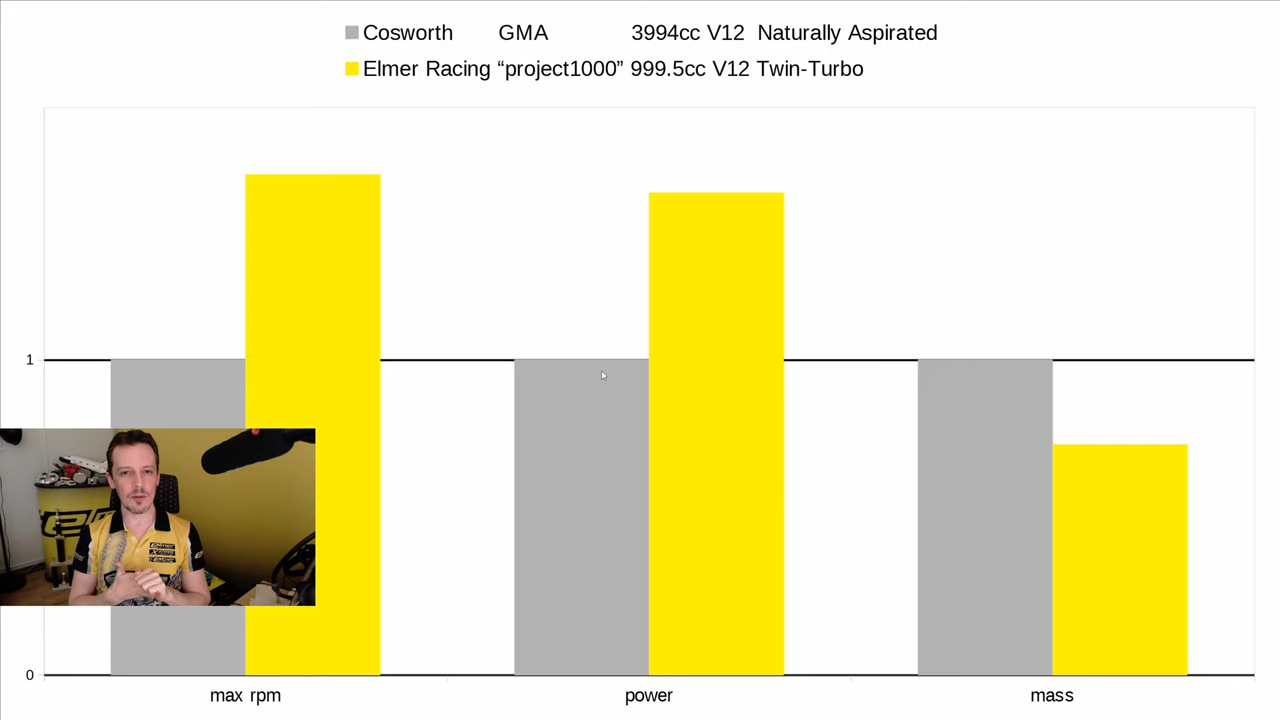 Cosworth GMA 3994cc V12 Naturally Aspirated
Elmer Racing “project1000” 999.5cc V12 Twin-Turbo
1
0
max rpm power mass